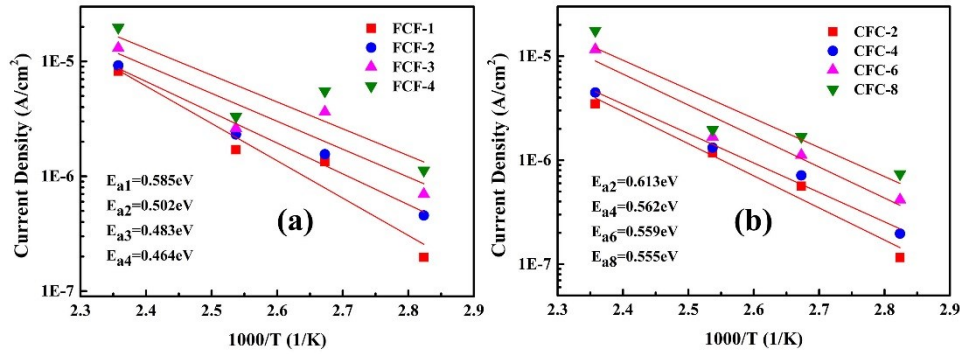 1E-5
1E-6
1E-7
Current Density (A/cm²)
FCF-1
FCF-2
FCF-3
FCF-4
Ea1=0.585eV
Ea2=0.502eV
Ea3=0.483eV
Ea4=0.464eV
(a)
2.3 2.4 2.5 2.6 2.7 2.8 2.9
1000/T (1/K)
1E-5
1E-6
1E-7
Current Density (A/cm²)
CFC-2
CFC-4
CFC-6
CFC-8
Ea2=0.613eV
Ea4=0.562eV
Ea6=0.559eV
Ea8=0.555eV
(b)
2.3 2.4 2.5 2.6 2.7 2.8 2.9
1000/T (1/K)